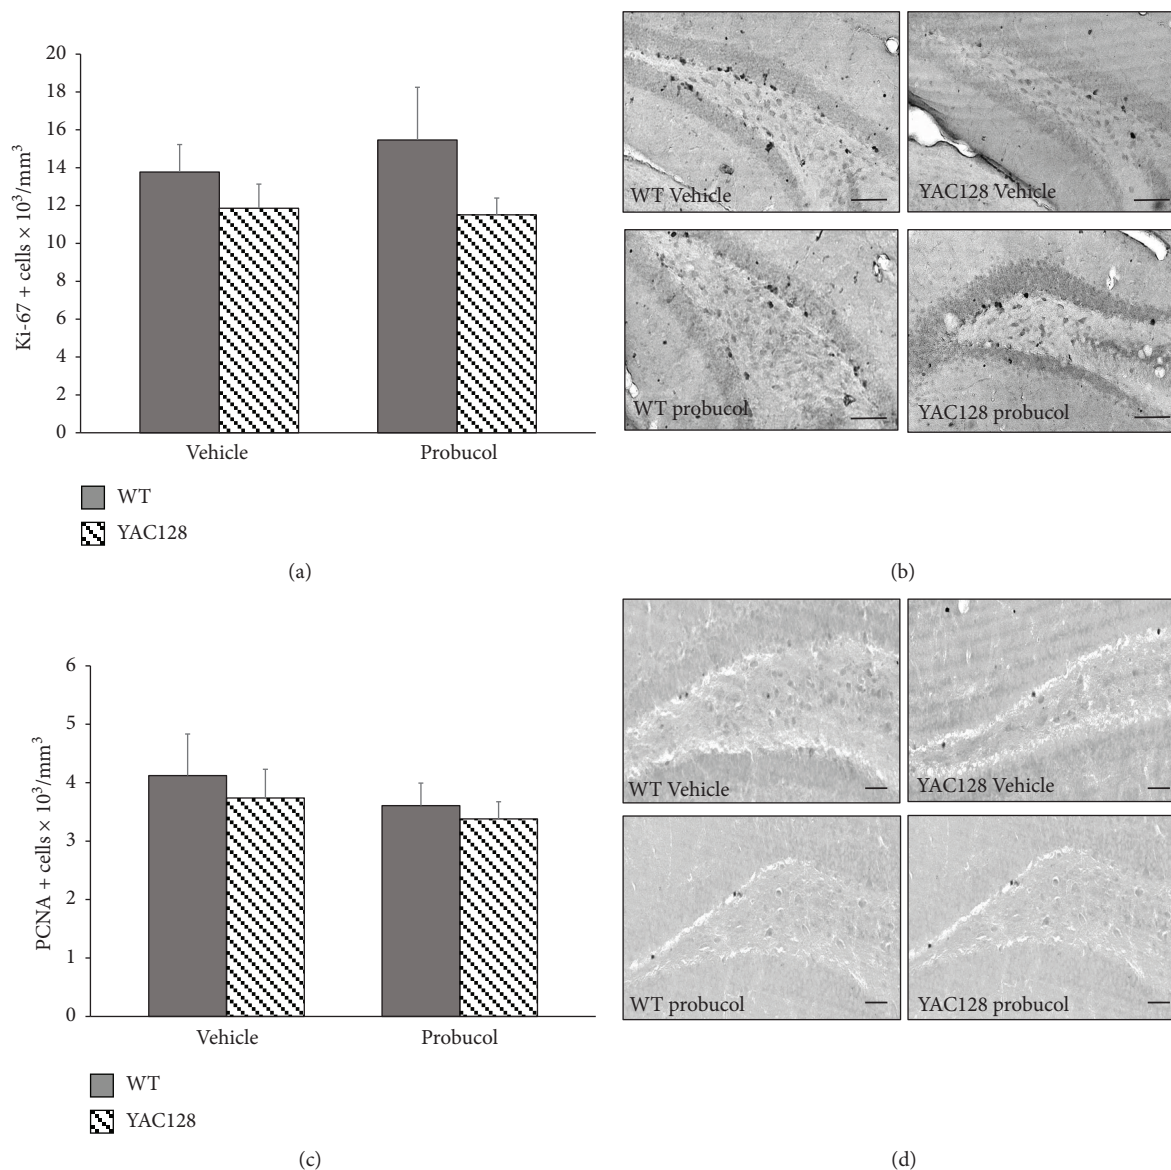 20
18
16
14
12
10
8
6
4
2
0
Ki-67 + cells × 10³/mm³
Vehicle
Probucol
WT
YAC128
(a)
WT Vehicle
YAC128 Vehicle
WT probucol
YAC128 probucol
(b)
6
5
4
3
2
1
0
PCNA + cells × 10³/mm³
Vehicle
Probucol
WT
YAC128
(c)
WT Vehicle
YAC128 Vehicle
WT probucol
YAC128 probucol
(d)